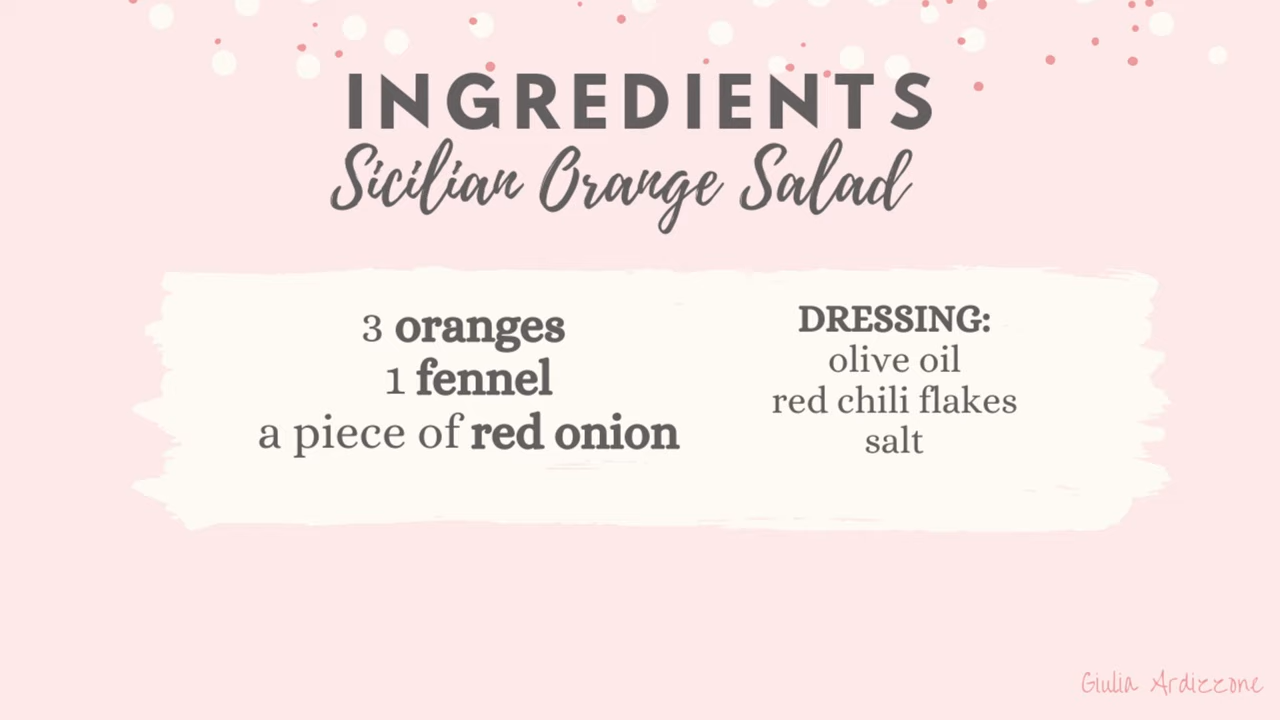 INGREDIENTS
Sicilian Orange Salad
3 oranges
1 fennel
a piece of red onion
DRESSING:
olive oil
red chili flakes
salt
Giulia Ardizzone